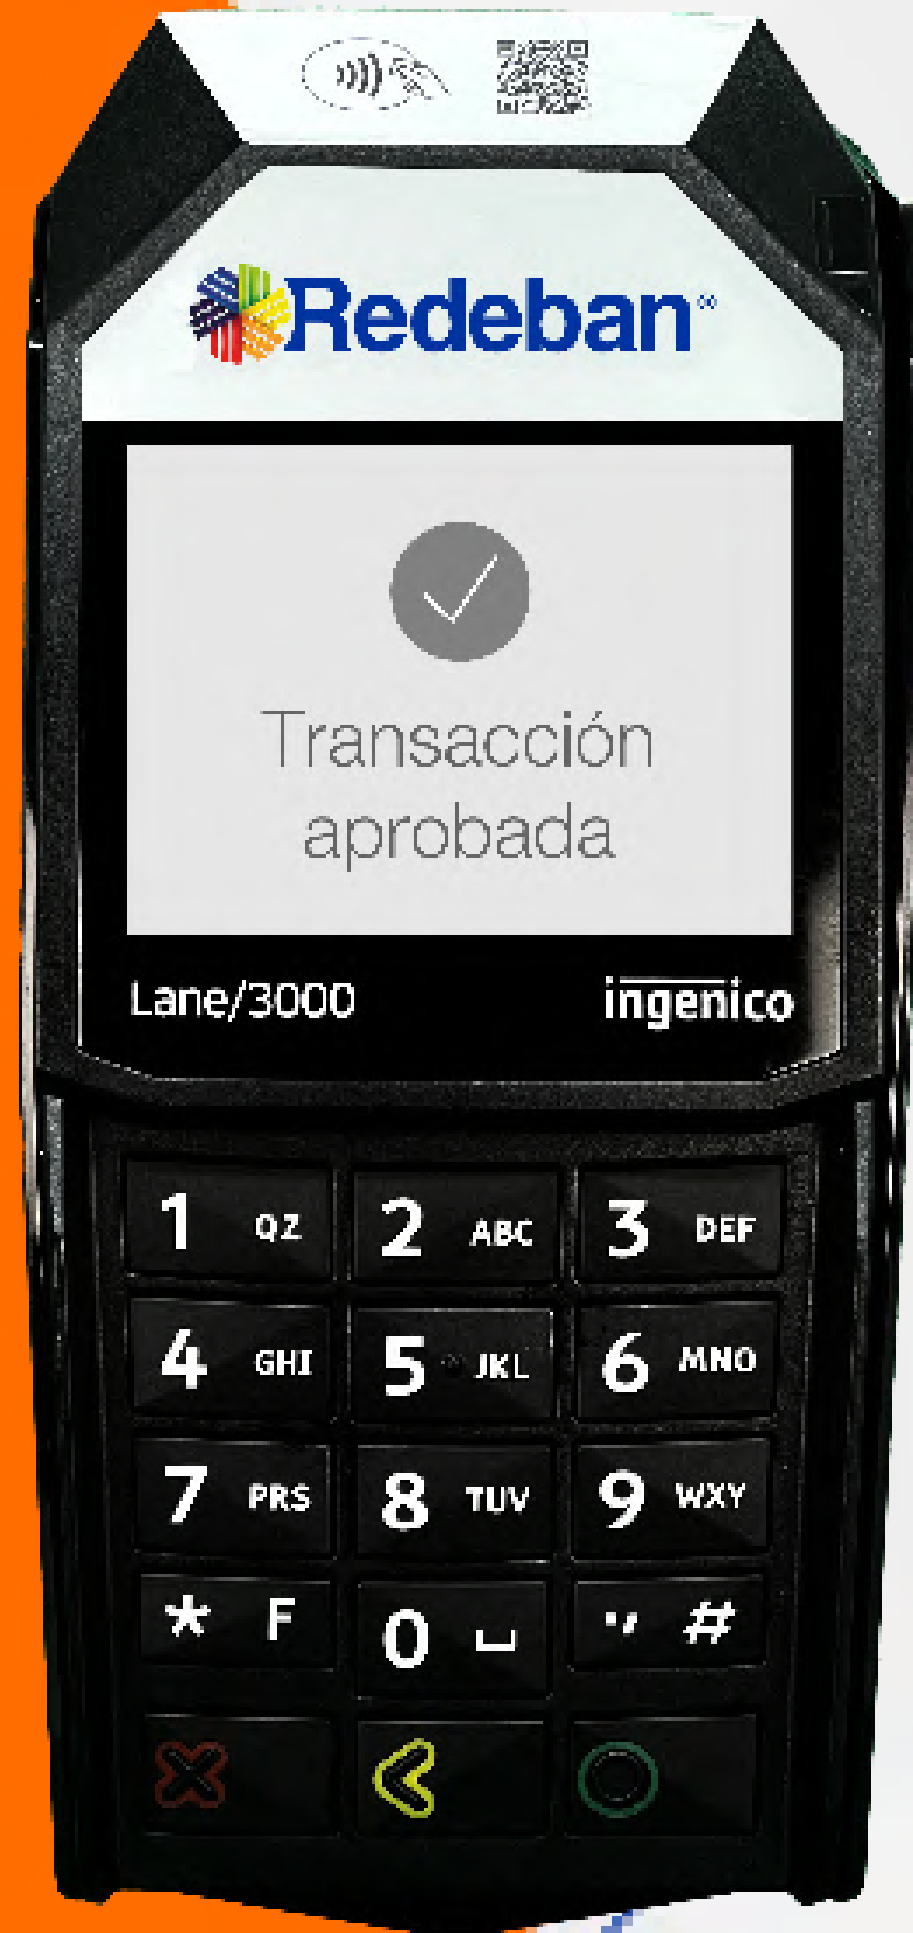 Redeban®
Transacción
aprobada
Lane/3000 ingenico
1 QZ 2 ABC 3 DEF
4 GHI 5 JKL 6 MNO
7 PRS 8 TUV 9 WXY
* F 0 ., #